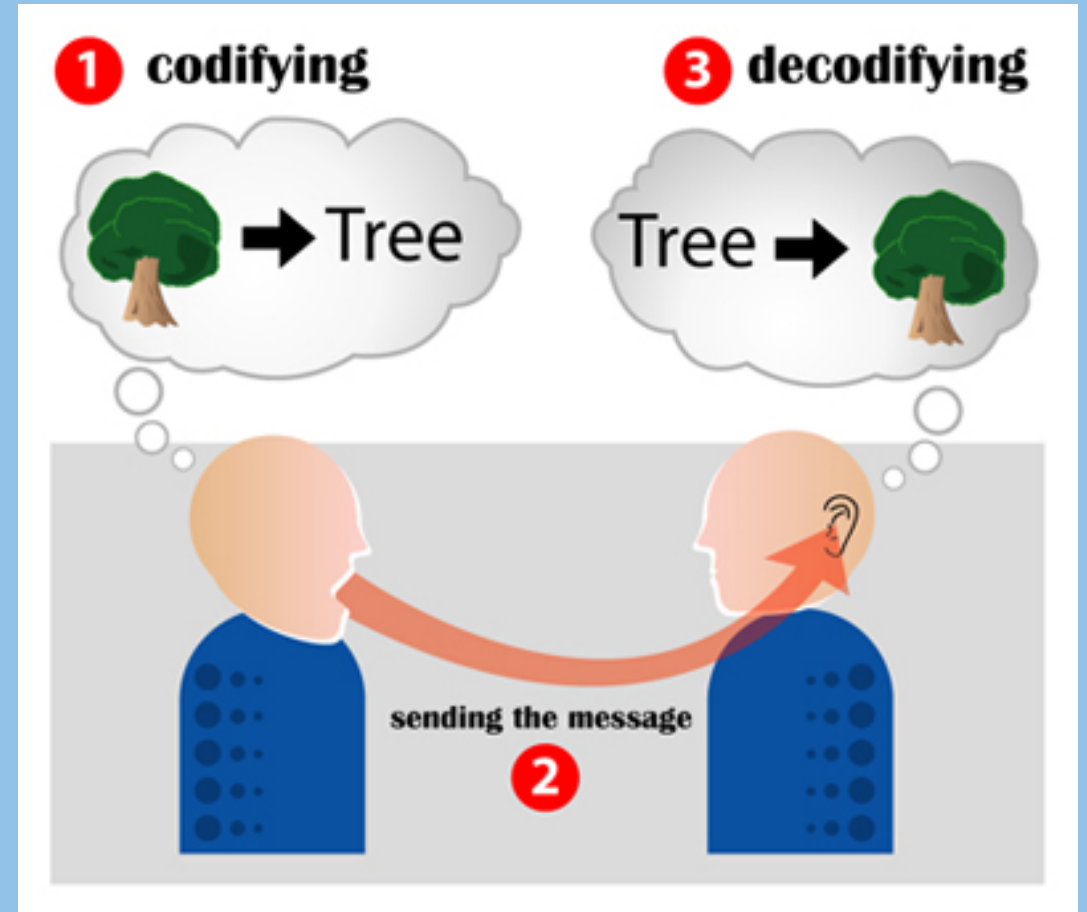 1 codifying
3 decodifying
Tree
Tree
sending the message
2